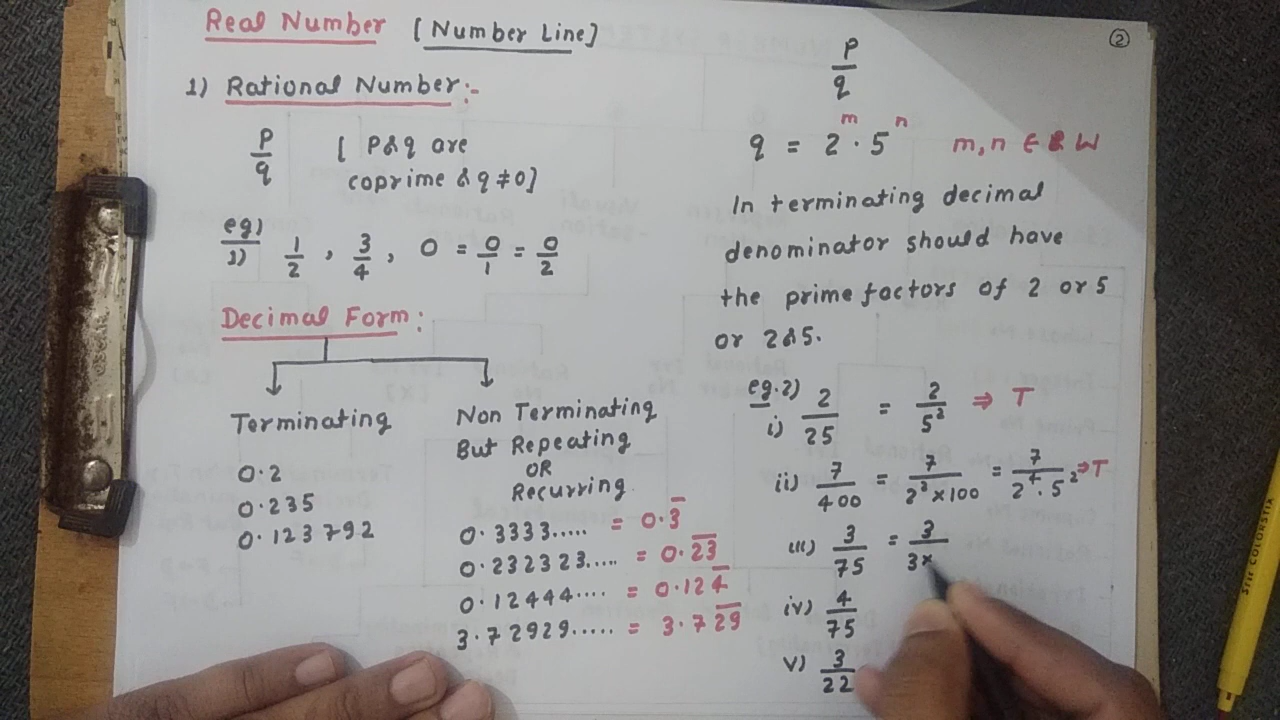 Real Number [Number Line]
②
1) Rational Number:-
P/q [ P&q are
coprime & q ≠ 0]
eg)
1) 1/2 , 3/4 , 0 = 0/1 = 0/2
Decimal Form:
Terminating
0.2
0.235
0.123792
Non Terminating
But Repeating
OR
Recurring
0.3333..... = 0.3̅
0.232323.... = 0.2̅3̅
0.12444.... = 0.124̅
3.72929..... = 3.72̅9̅
P/q
q = 2^m . 5^n m,n ∈ W
In terminating decimal
denominator should have
the prime factors of 2 or 5
or 2&5.
eg.2)
i) 2/25 = 2/5² ⇒ T
ii) 7/400 = 7/2²×100 = 7/2⁴.5² ⇒ T
iii) 3/75 = 3/3×
iv) 4/75
v) 3/22
STIC COLORSTIX